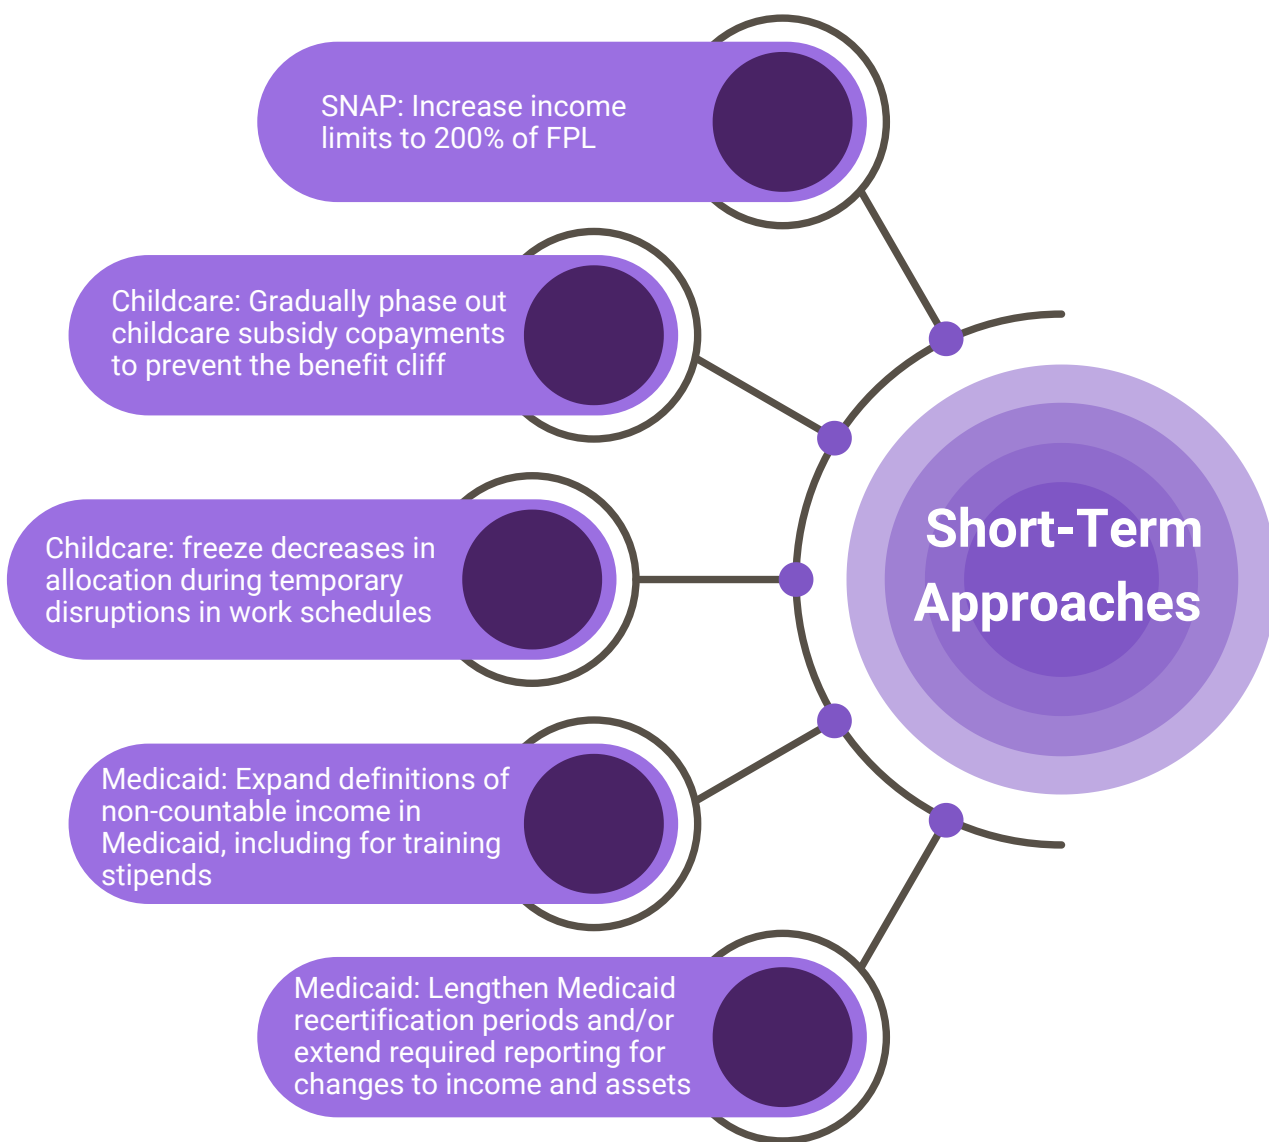 SNAP: Increase income
limits to 200% of FPL
Childcare: Gradually phase out
childcare subsidy copayments
to prevent the benefit cliff
Childcare: freeze decreases in
allocation during temporary
disruptions in work schedules
Medicaid: Expand definitions of
non-countable income in
Medicaid, including for training
stipends
Medicaid: Lengthen Medicaid
recertification periods and/or
extend required reporting for
changes to income and assets
Short-Term
Approaches